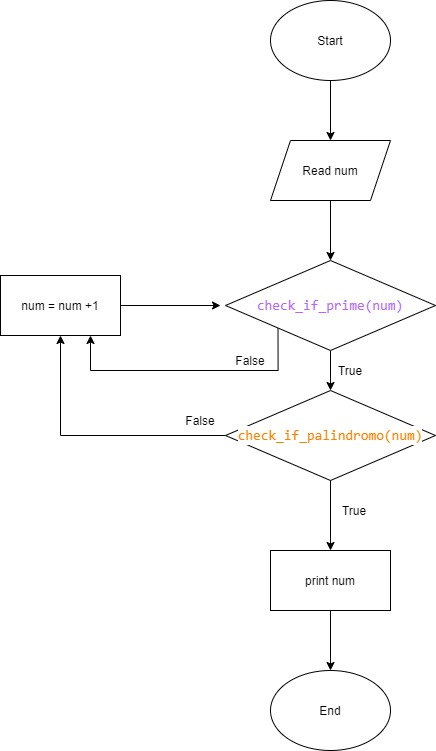 Start
Read num
num = num +1
check_if_prime(num)
False
True
False
check_if_palindromo(num)
True
print num
End